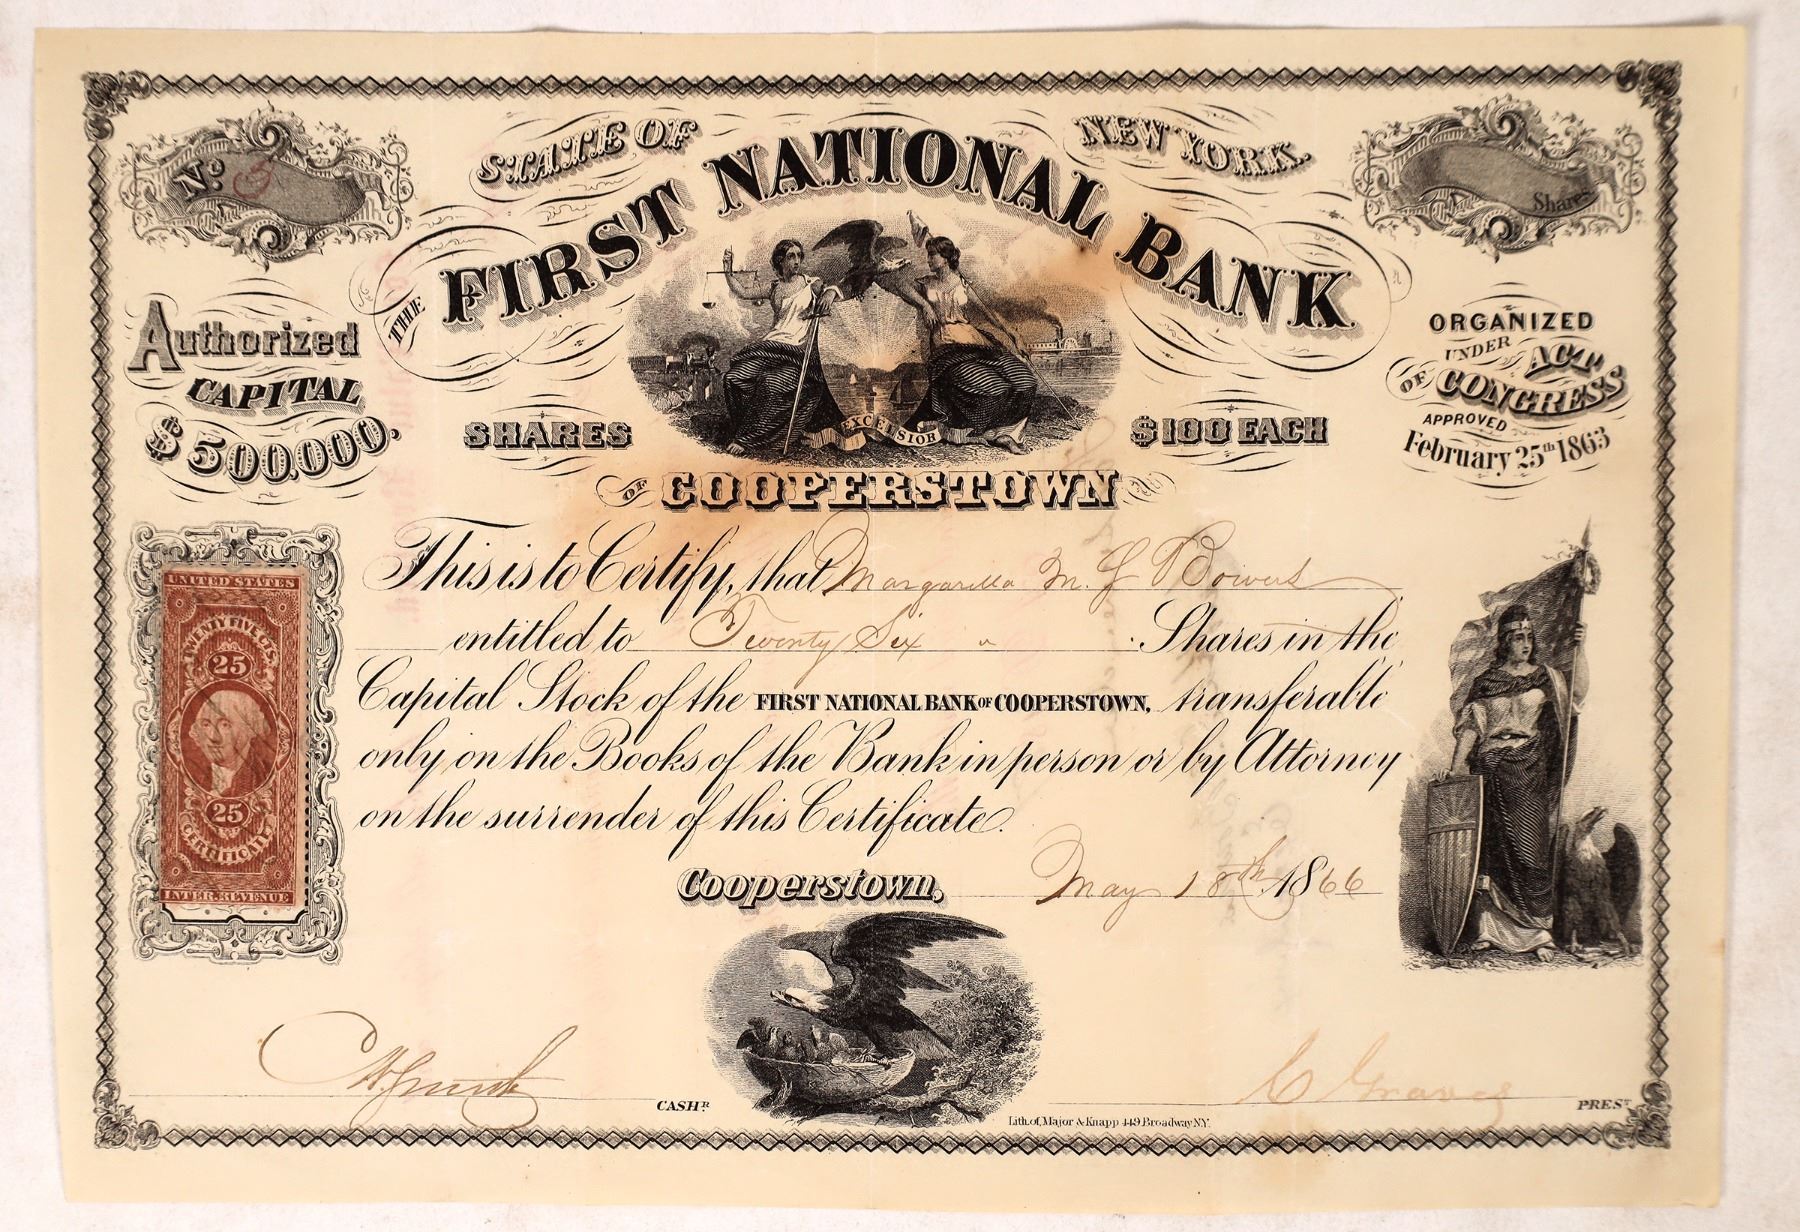 STATE OF NEW YORK.
No. 5
Shares
THE FIRST NATIONAL BANK
Authorized
CAPITAL
$500,000.
EXCELSIOR
SHARES $100 EACH
ORGANIZED
UNDER ACT
OF CONGRESS
APPROVED
February 25th 1863
OF COOPERSTOWN
This is to Certify, that Margaretta M. J Bowers
entitled to Twenty Six " Shares in the
Capital Stock of the FIRST NATIONAL BANK OF COOPERSTOWN, transferable
only on the Books of the Bank in person or by Attorney
on the surrender of this Certificate.
UNITED STATES
TWENTY FIVE CTS.
25
25
CERTIFICATE
INTER. REVENUE
Cooperstown, May 18th 1866
CASHR.
C Graves PREST.
Lith. of Major & Knapp 449 Broadway N.Y.